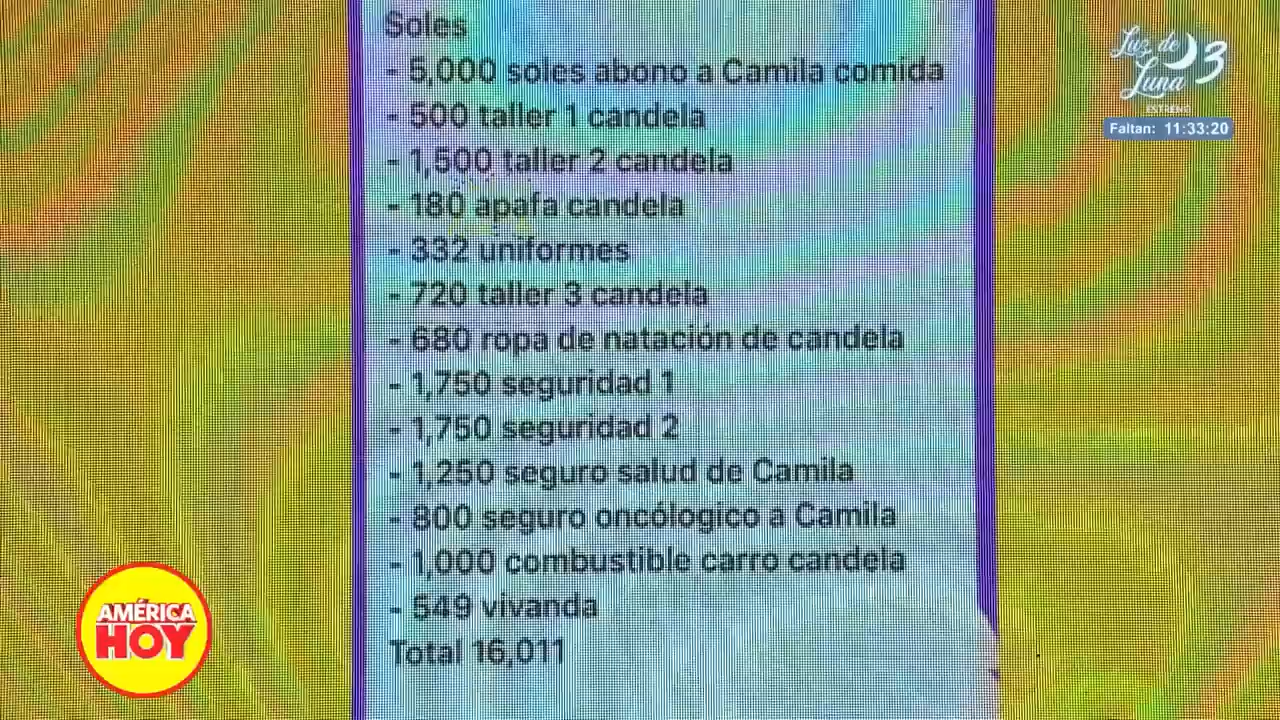 Soles
- 5,000 soles abono a Camila comida
- 500 taller 1 candela
- 1,500 taller 2 candela
- 180 apafa candela
- 332 uniformes
- 720 taller 3 candela
- 680 ropa de natación de candela
- 1,750 seguridad 1
- 1,750 seguridad 2
- 1,250 seguro salud de Camila
- 800 seguro oncólogico a Camila
- 1,000 combustible carro candela
- 549 vivanda
Total 16,011
Luz de
Luna 3
ESTRENO
Faltan: 11:33:20
AMÉRICA
HOY